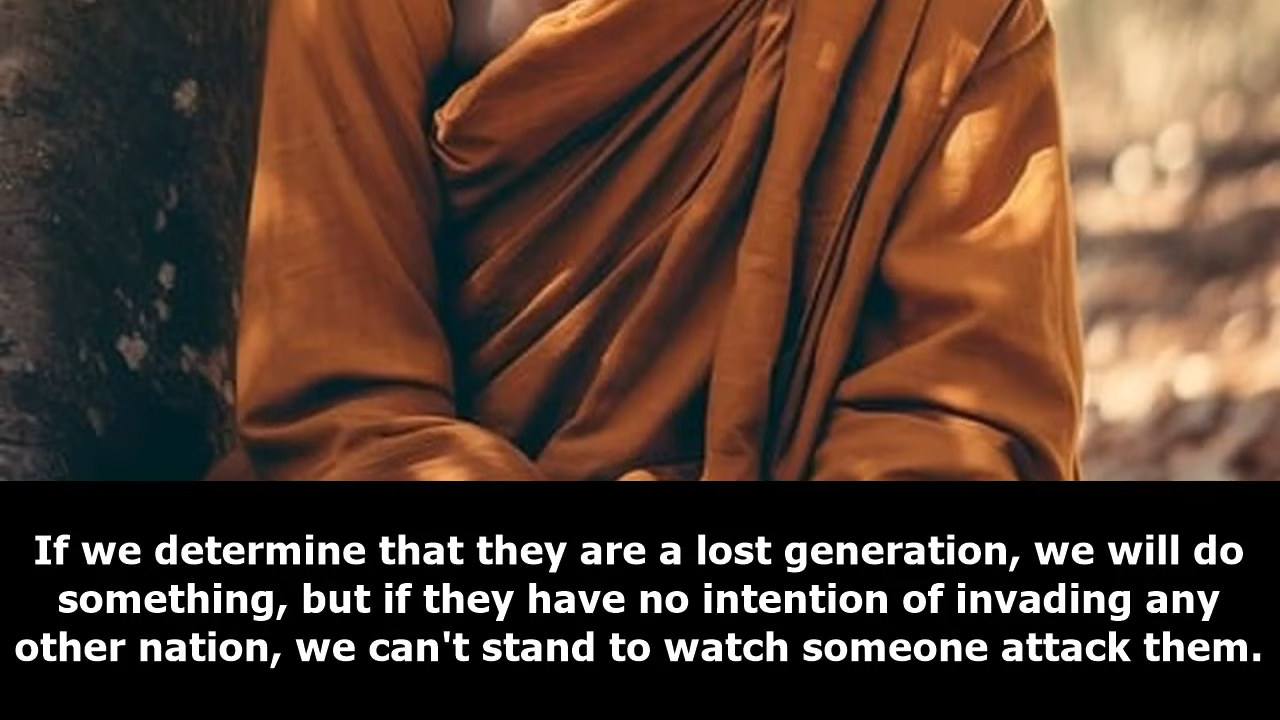 If we determine that they are a lost generation, we will do
something, but if they have no intention of invading any
other nation, we can't stand to watch someone attack them.